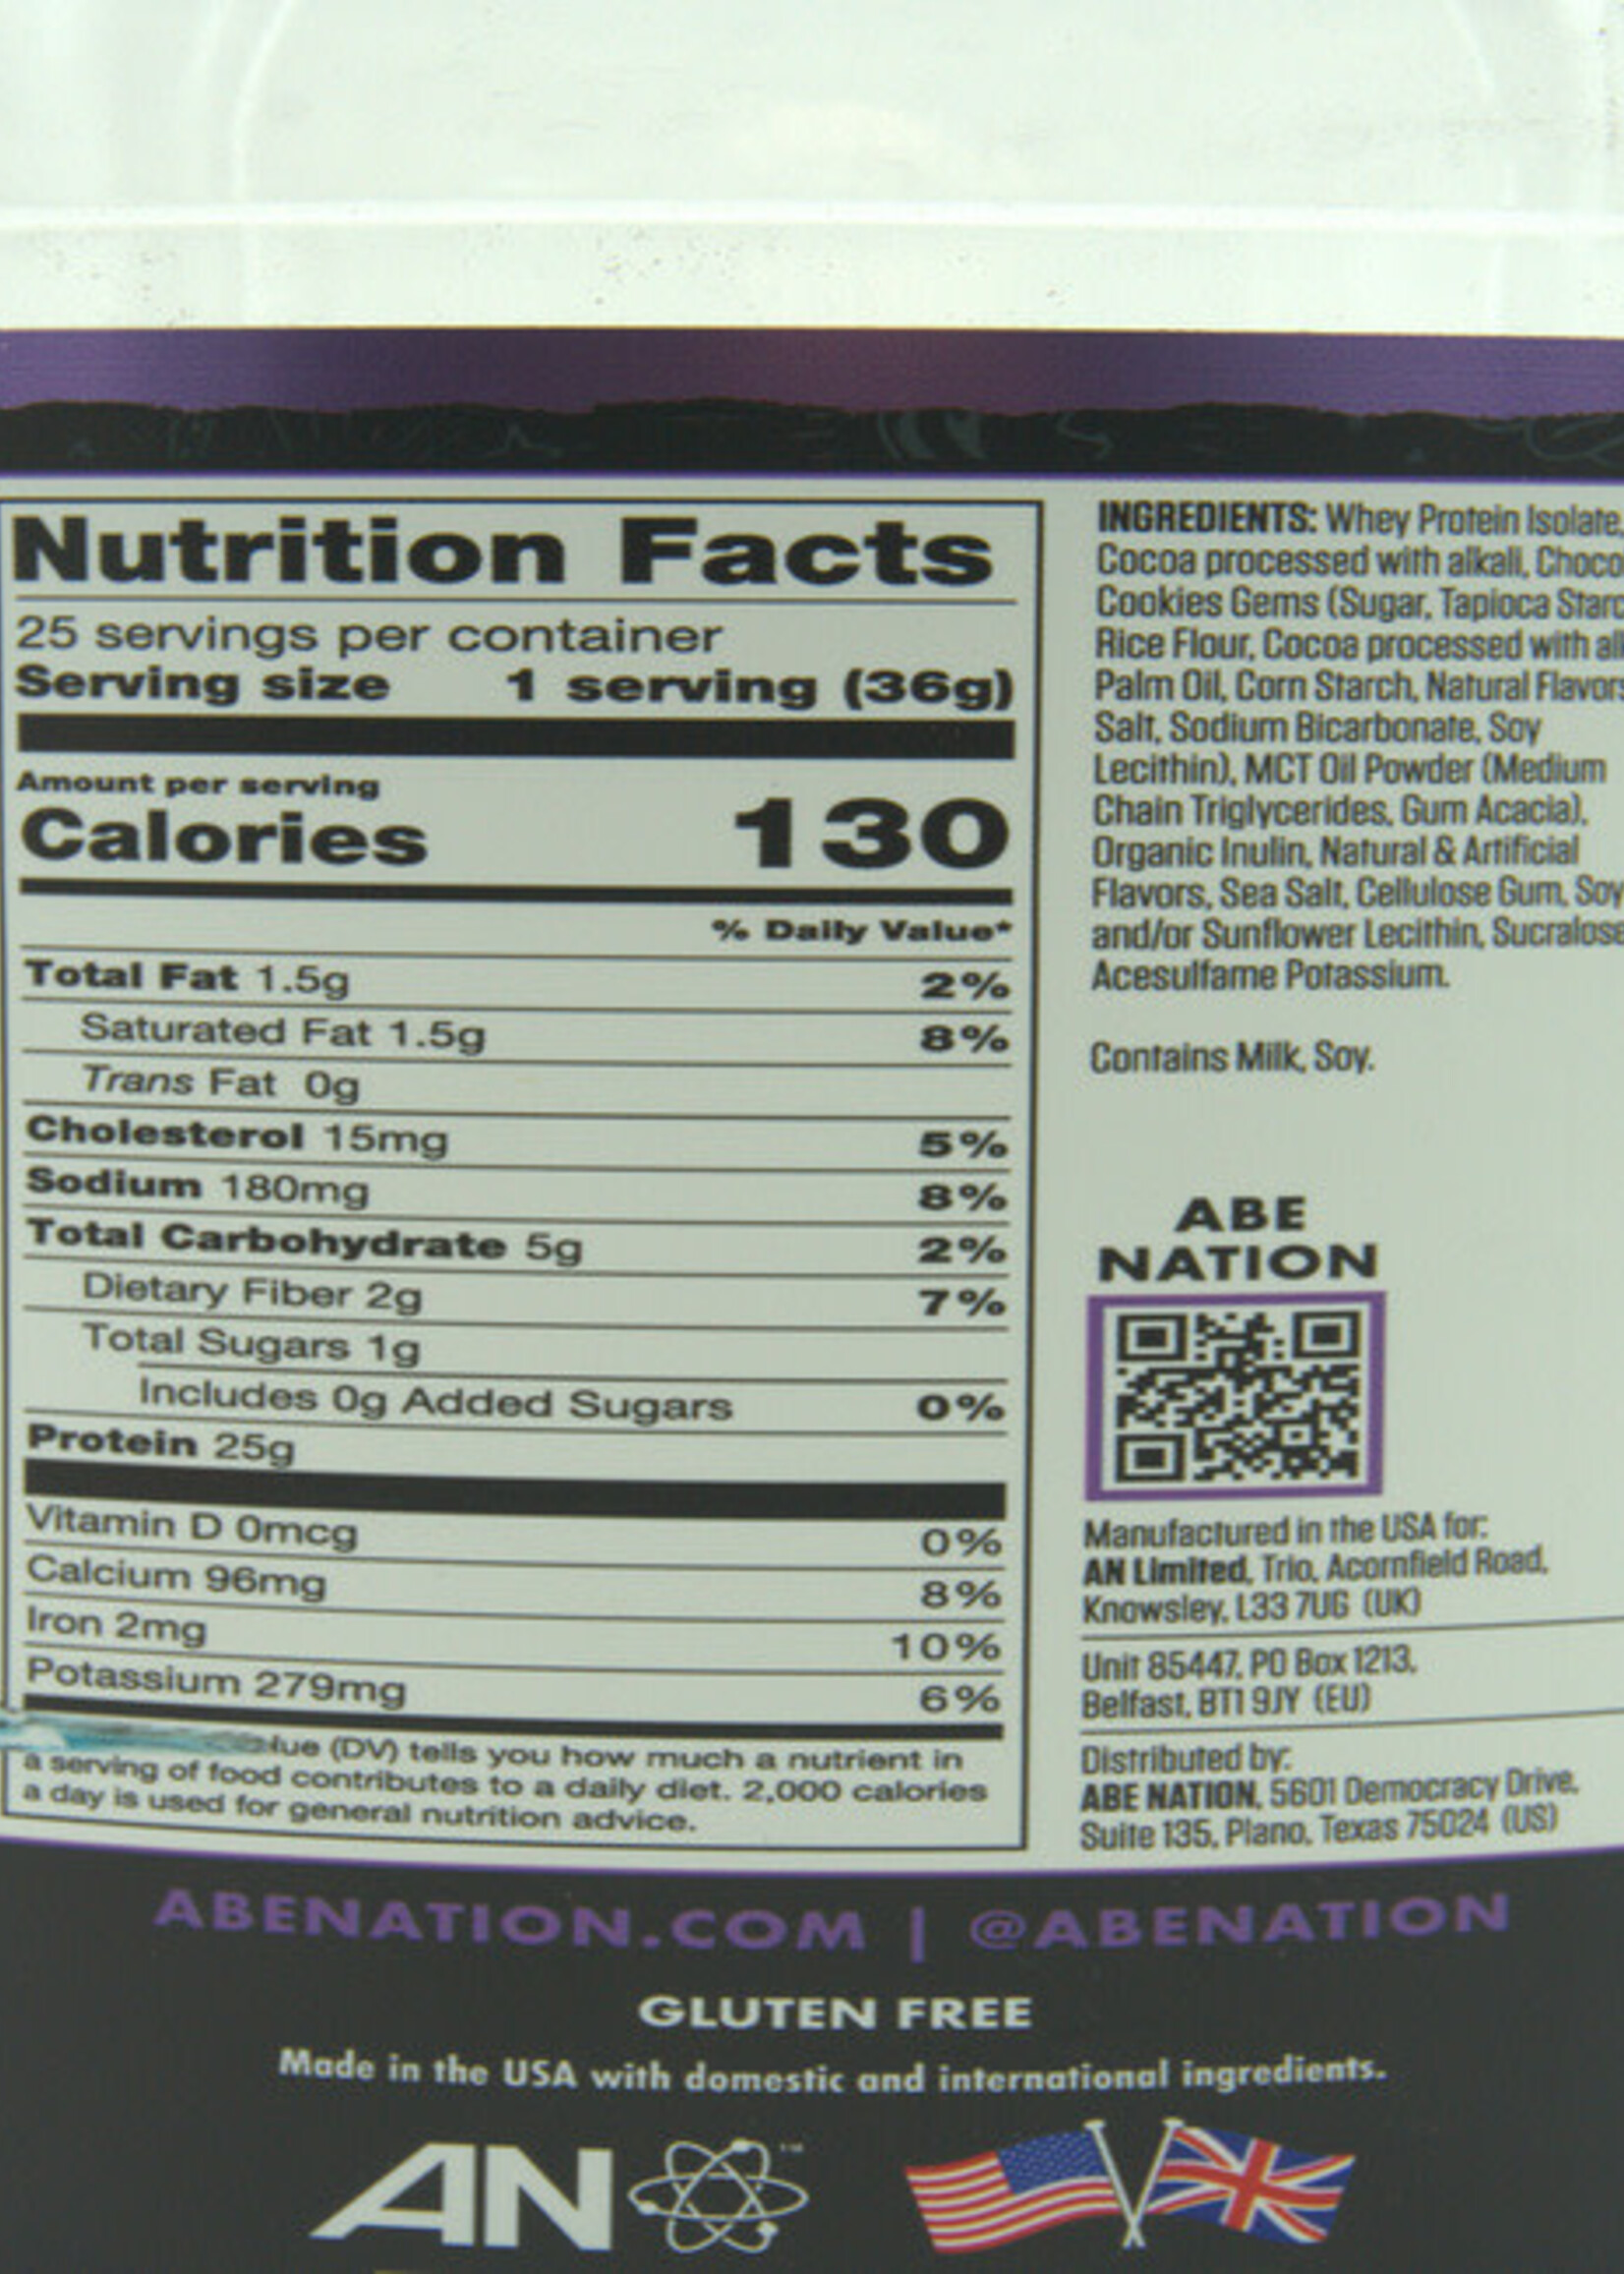 Nutrition Facts
25 servings per container
Serving size 1 serving (36g)
Amount per serving
Calories 130
% Daily Value*
Total Fat 1.5g 2%
Saturated Fat 1.5g 8%
Trans Fat 0g
Cholesterol 15mg 5%
Sodium 180mg 8%
Total Carbohydrate 5g 2%
Dietary Fiber 2g 7%
Total Sugars 1g
Includes 0g Added Sugars 0%
Protein 25g
Vitamin D 0mcg 0%
Calcium 96mg 8%
Iron 2mg 10%
Potassium 279mg 6%
(DV) tells you how much a nutrient in
a serving of food contributes to a daily diet. 2,000 calories
a day is used for general nutrition advice.
INGREDIENTS: Whey Protein Isolate
Cocoa processed with alkali, Choco
Cookies Gems (Sugar, Tapioca Star
Rice Flour, Cocoa processed with al
Palm Oil, Corn Starch, Natural Flavors
Salt, Sodium Bicarbonate, Soy
Lecithin), MCT Oil Powder (Medium
Chain Triglycerides, Gum Acacia),
Organic Inulin, Natural & Artificial
Flavors, Sea Salt, Cellulose Gum, Soy
and/or Sunflower Lecithin, Sucralose
Acesulfame Potassium.
Contains Milk, Soy.
ABE
NATION
Manufactured in the USA for:
AN Limited, Trio, Acornfield Road,
Knowsley, L33 7UG (UK)
Unit 85447, PO Box 1213,
Belfast, BT1 9JY (EU)
Distributed by:
ABE NATION, 5601 Democracy Drive,
Suite 135, Plano, Texas 75024 (US)
ABENATION.COM | @ABENATION
GLUTEN FREE
Made in the USA with domestic and international ingredients.
AN